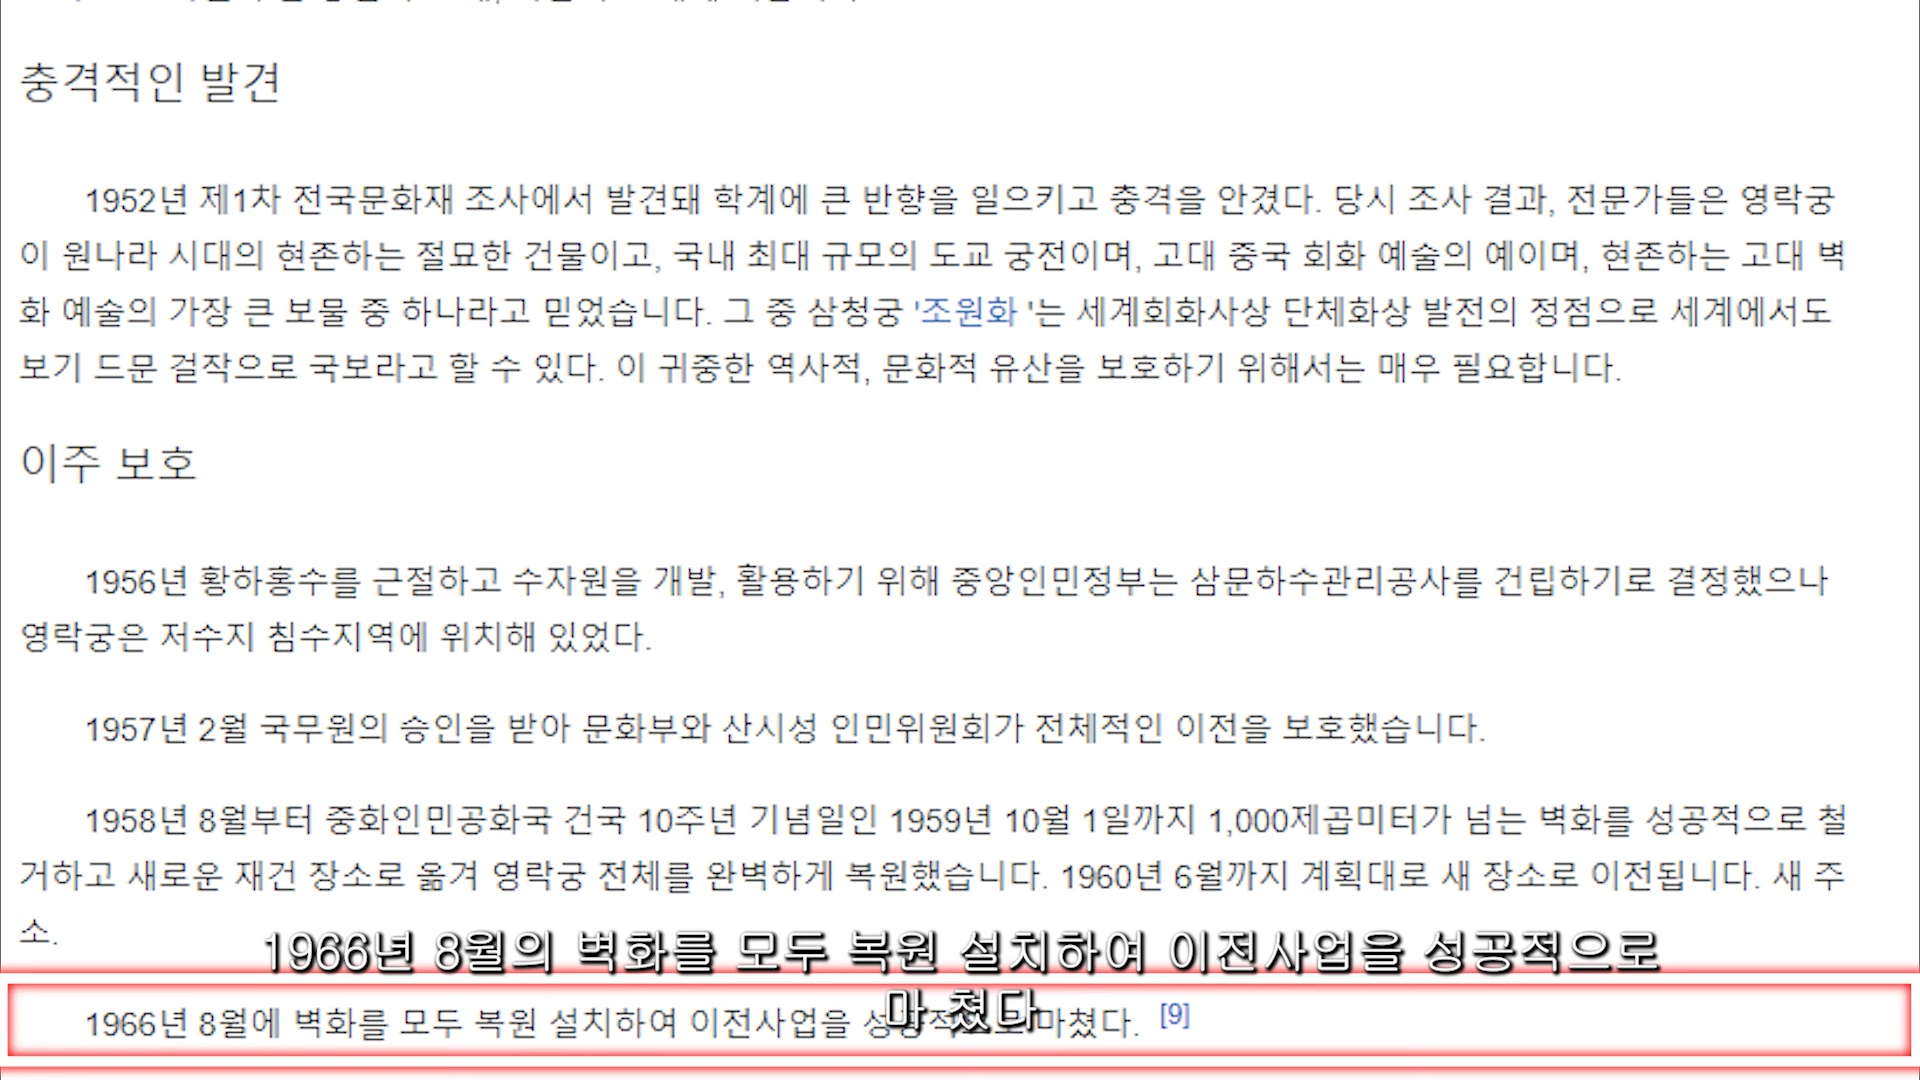 충격적인 발견
1952년 제1차 전국문화재 조사에서 발견돼 학계에 큰 반향을 일으키고 충격을 안겼다. 당시 조사 결과, 전문가들은 영락궁
이 원나라 시대의 현존하는 절묘한 건물이고, 국내 최대 규모의 도교 궁전이며, 고대 중국 회화 예술의 예이며, 현존하는 고대 벽
화 예술의 가장 큰 보물 중 하나라고 믿었습니다. 그 중 삼청궁 '조원화 '는 세계회화사상 단체화상 발전의 정점으로 세계에서도
보기 드문 걸작으로 국보라고 할 수 있다. 이 귀중한 역사적, 문화적 유산을 보호하기 위해서는 매우 필요합니다.
이주 보호
1956년 황하홍수를 근절하고 수자원을 개발, 활용하기 위해 중앙인민정부는 삼문하수관리공사를 건립하기로 결정했으나
영락궁은 저수지 침수지역에 위치해 있었다.
1957년 2월 국무원의 승인을 받아 문화부와 산시성 인민위원회가 전체적인 이전을 보호했습니다.
1958년 8월부터 중화인민공화국 건국 10주년 기념일인 1959년 10월 1일까지 1,000제곱미터가 넘는 벽화를 성공적으로 철
거하고 새로운 재건 장소로 옮겨 영락궁 전체를 완벽하게 복원했습니다. 1960년 6월까지 계획대로 새 장소로 이전됩니다. 새 주
소.
1966년 8월의 벽화를 모두 복원 설치하여 이전사업을 성공적으로
마 쳤다
1966년 8월에 벽화를 모두 복원 설치하여 이전사업을 성공적으로 마쳤다. [9]